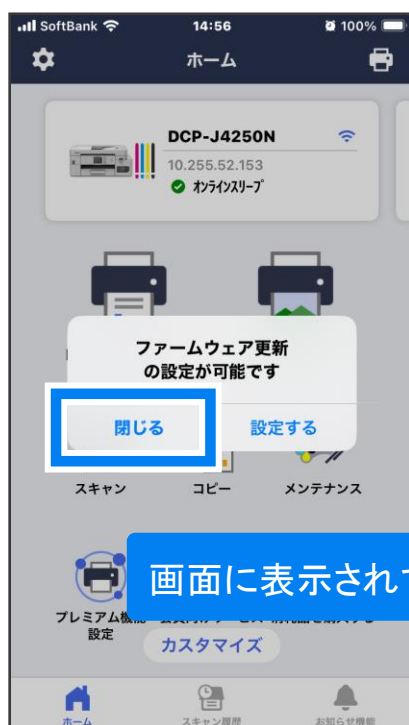 SoftBank 14:56 100%
ホーム
DCP-J4250N
10.255.52.153
オンラインスリープ
ファームウェア更新
の設定が可能です
閉じる 設定する
スキャン コピー メンテナンス
画面に表示されて
プレミアム機能
設定
カスタマイズ
ホーム スキャン履歴 お知らせ機能